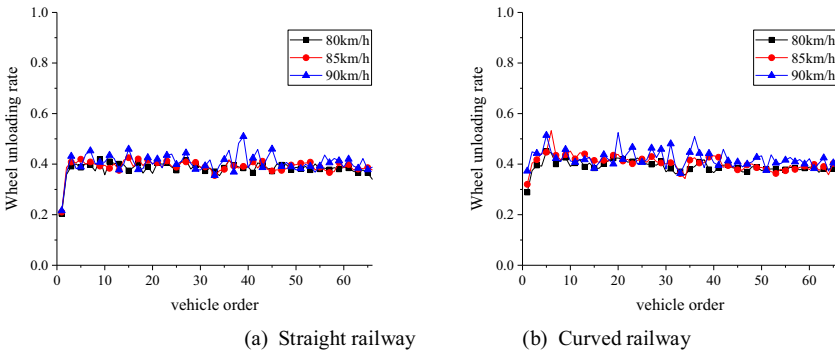 1.0
0.8
0.6
0.4
0.2
0.0
Wheel unloading rate
0 10 20 30 40 50 60
vehicle order
80km/h
85km/h
90km/h
1.0
0.8
0.6
0.4
0.2
0.0
Wheel unloading rate
0 10 20 30 40 50 60
vehicle order
80km/h
85km/h
90km/h
(a) Straight railway
(b) Curved railway